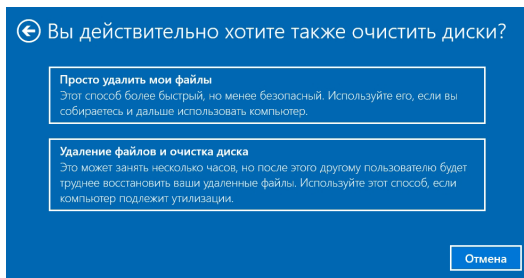 Вы действительно хотите также очистить диски?
Просто удалить мои файлы
Этот способ более быстрый, но менее безопасный. Используйте его, если вы
собираетесь и дальше использовать компьютер.
Удаление файлов и очистка диска
Это может занять несколько часов, но после этого другому пользователю будет
труднее восстановить ваши удаленные файлы. Используйте этот способ, если
компьютер подлежит утилизации.
Отмена